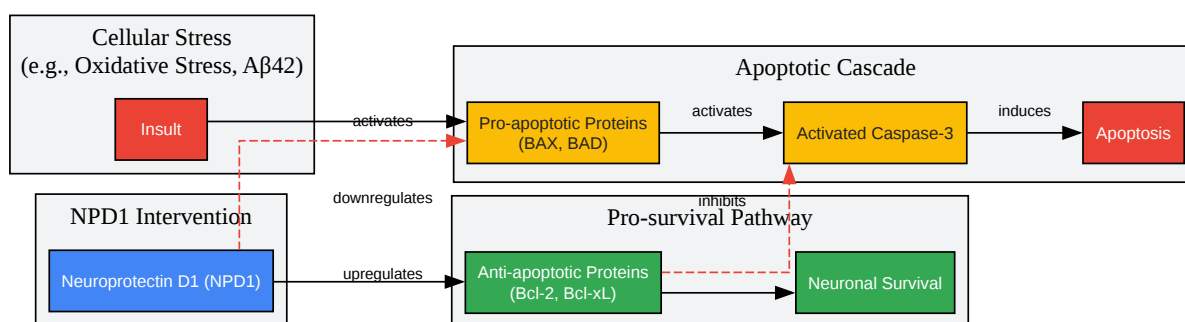 Cellular Stress
(e.g., Oxidative Stress, Aβ42)
Insult
activates
Apoptotic Cascade
Pro-apoptotic Proteins
(BAX, BAD)
activates
Activated Caspase-3
induces
Apoptosis
downregulates
inhibits
NPD1 Intervention
Neuroprotectin D1 (NPD1)
upregulates
Pro-survival Pathway
Anti-apoptotic Proteins
(Bcl-2, Bcl-xL)
Neuronal Survival